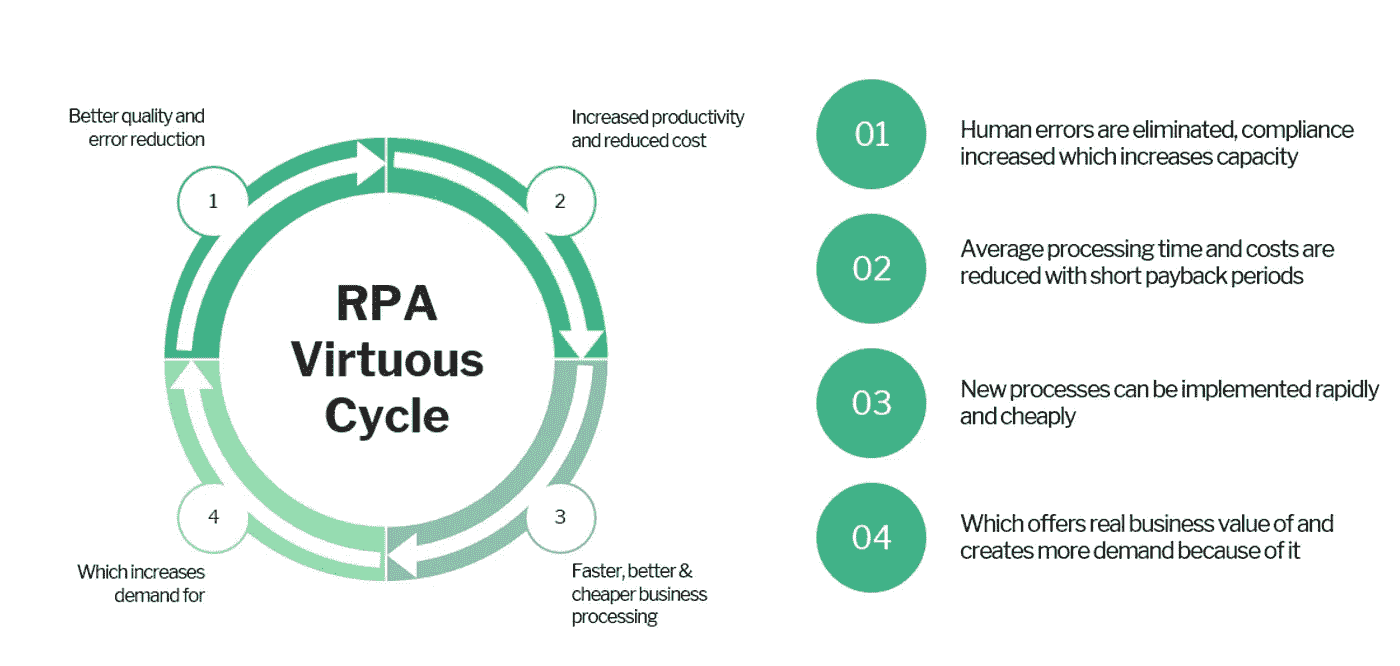 Better quality and
error reduction
1
Increased productivity
and reduced cost
2
RPA
Virtuous
Cycle
4
Which increases
demand for
3
Faster, better &
cheaper business
processing
01
Human errors are eliminated, compliance
increased which increases capacity
02
Average processing time and costs are
reduced with short payback periods
03
New processes can be implemented rapidly
and cheaply
04
Which offers real business value of and
creates more demand because of it